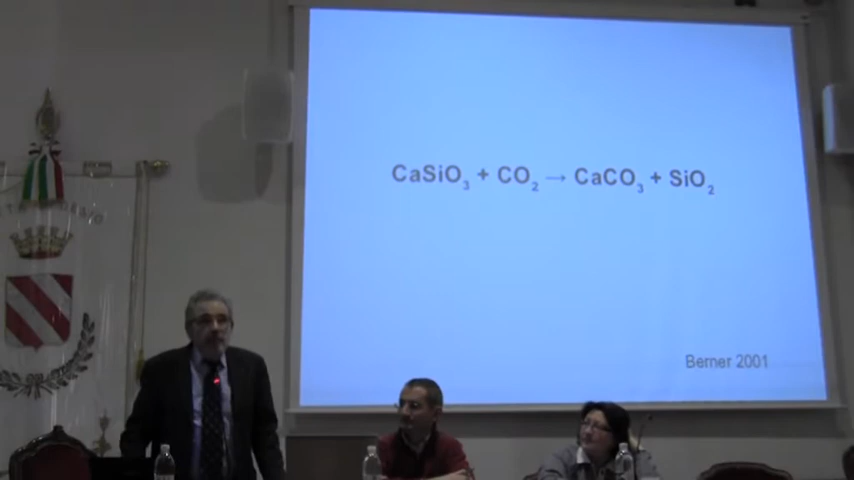 CaSiO₃ + CO₂ → CaCO₃ + SiO₂
Berner 2001